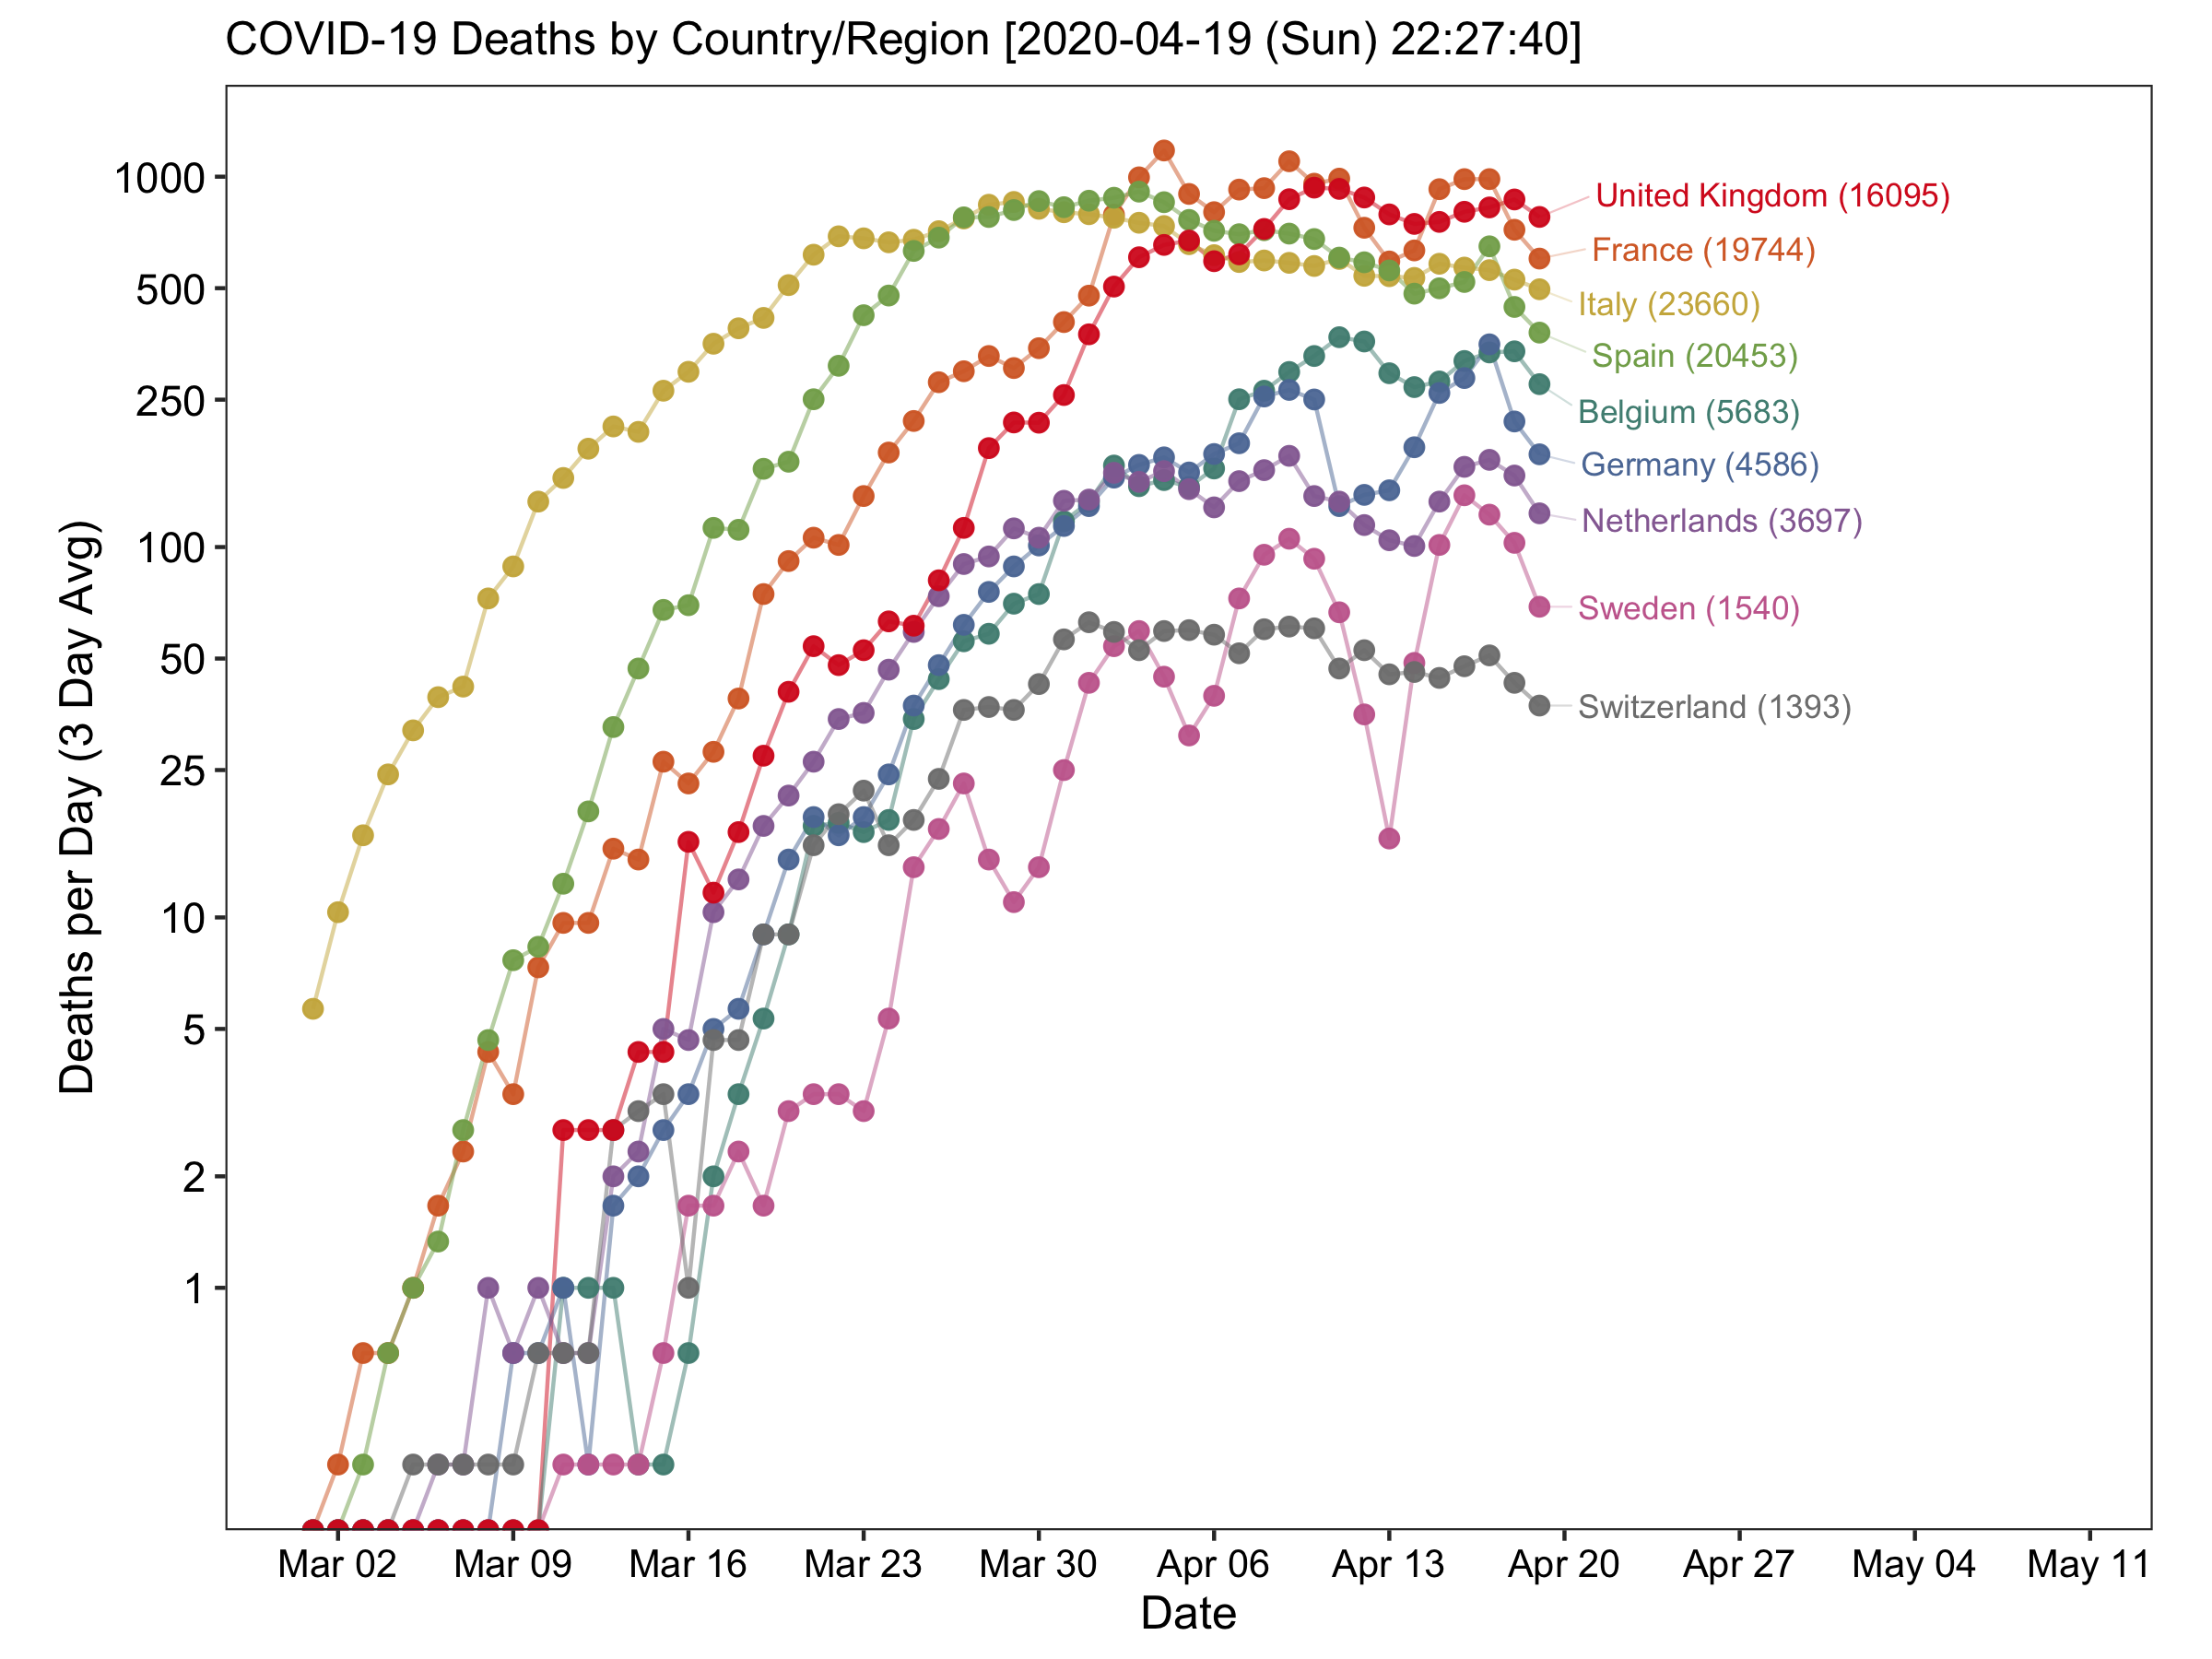 COVID-19 Deaths by Country/Region [2020-04-19 (Sun) 22:27:40]
Deaths per Day (3 Day Avg)
1000
500
250
100
50
25
10
5
2
1
United Kingdom (16095)
France (19744)
Italy (23660)
Spain (20453)
Belgium (5683)
Germany (4586)
Netherlands (3697)
Sweden (1540)
Switzerland (1393)
Mar 02 Mar 09 Mar 16 Mar 23 Mar 30 Apr 06 Apr 13 Apr 20 Apr 27 May 04 May 11
Date